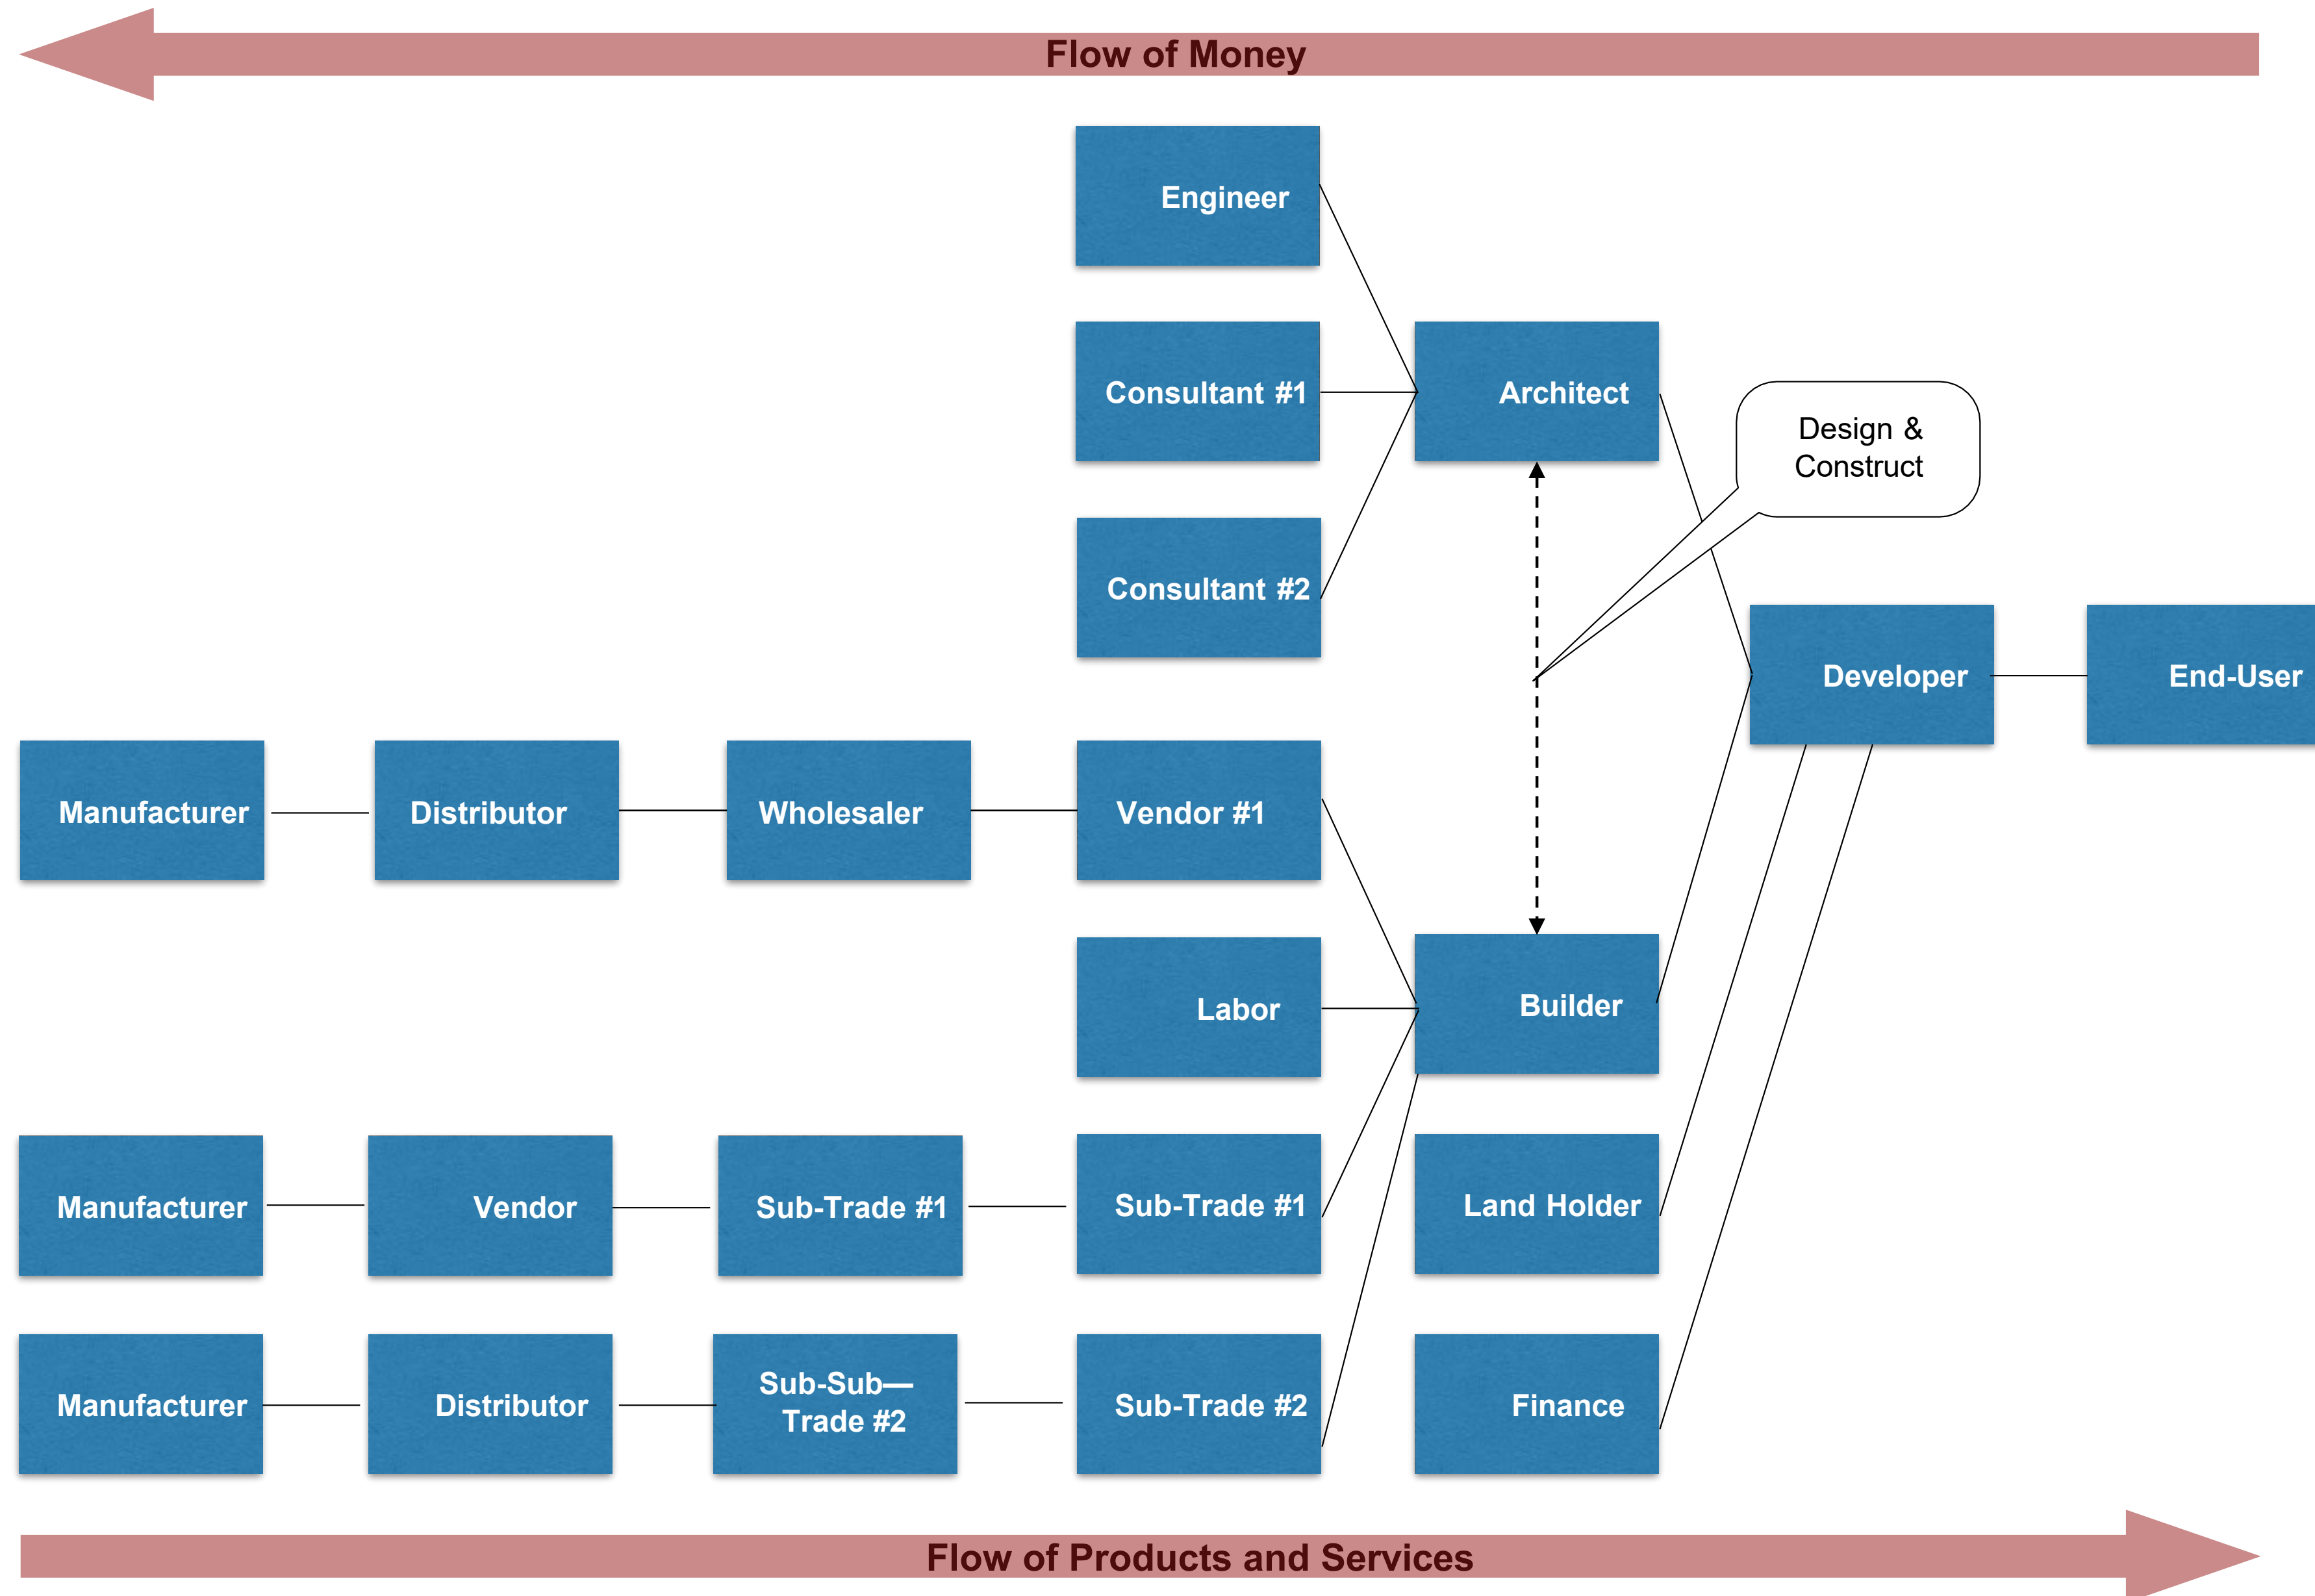 Flow of Money
Engineer
Consultant #1
Architect
Design &
Construct
Consultant #2
Developer
End-User
Manufacturer
Distributor
Wholesaler
Vendor #1
Labor
Builder
Manufacturer
Vendor
Sub-Trade #1
Sub-Trade #1
Land Holder
Manufacturer
Distributor
Sub-Sub—
Trade #2
Sub-Trade #2
Finance
Flow of Products and Services